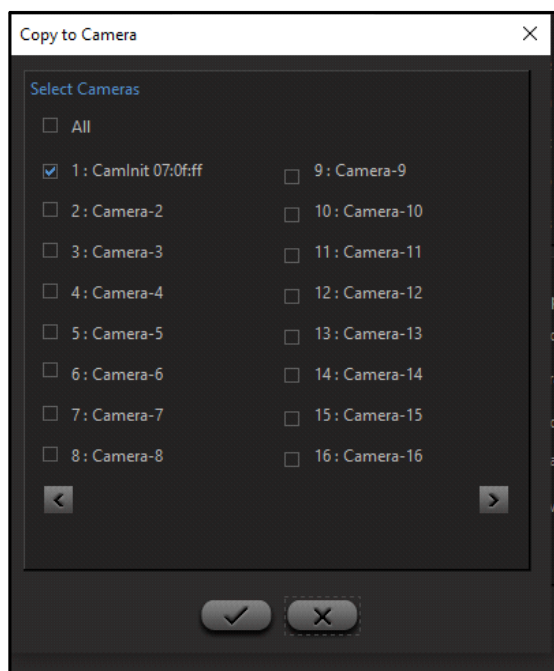 Copy to Camera
Select Cameras
All
1 : CamInit 07:0f:ff
2 : Camera-2
3 : Camera-3
4 : Camera-4
5 : Camera-5
6 : Camera-6
7 : Camera-7
8 : Camera-8
9 : Camera-9
10 : Camera-10
11 : Camera-11
12 : Camera-12
13 : Camera-13
14 : Camera-14
15 : Camera-15
16 : Camera-16